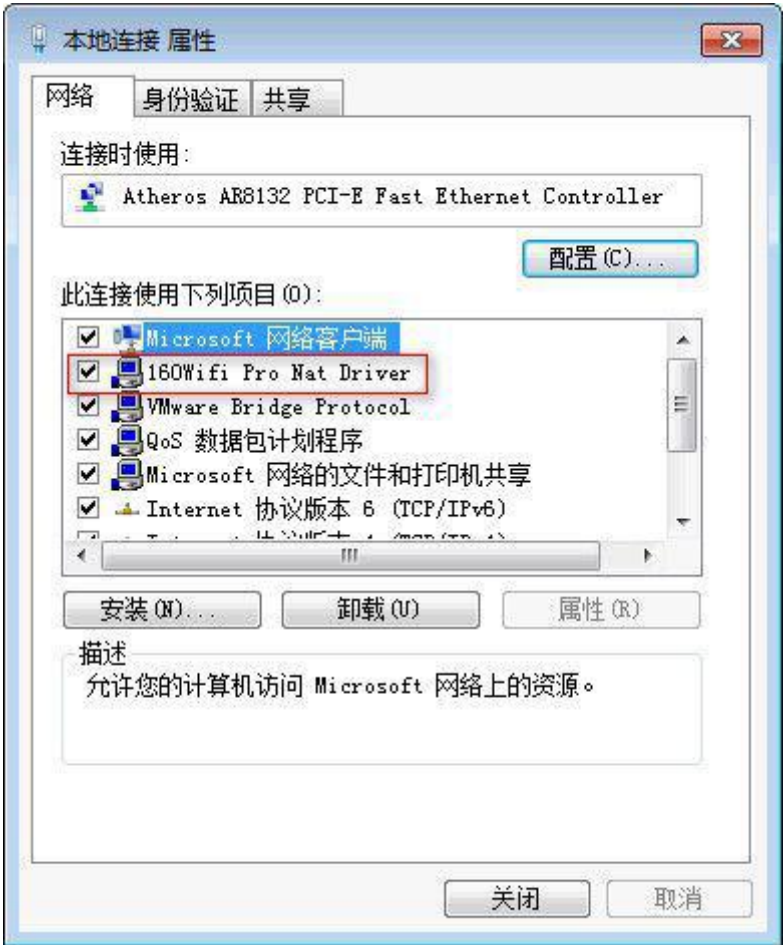 本地连接 属性
网络
身份验证
共享
连接时使用:
Atheros AR8132 PCI-E Fast Ethernet Controller
配置(C)...
此连接使用下列项目(O):
Microsoft 网络客户端
160Wifi Pro Nat Driver
VMware Bridge Protocol
QoS 数据包计划程序
Microsoft 网络的文件和打印机共享
Internet 协议版本 6 (TCP/IPv6)
安装(N)...
卸载(U)
属性(R)
描述
允许您的计算机访问 Microsoft 网络上的资源。
关闭
取消